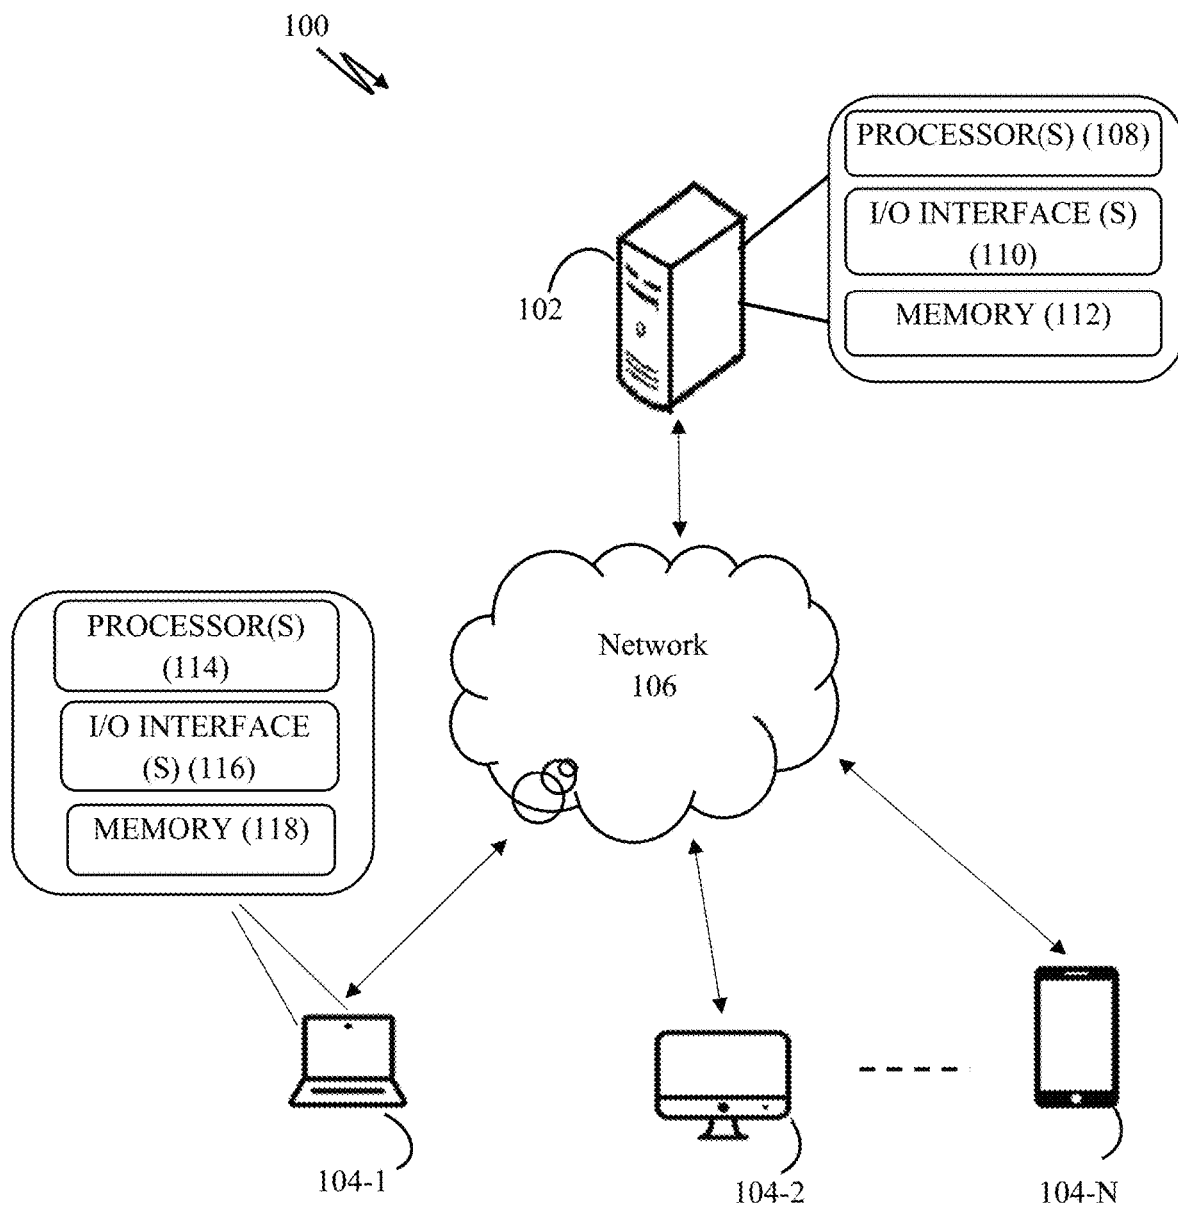 100
PROCESSOR(S) (108)
I/O INTERFACE (S)
(110)
MEMORY (112)
102
Network
106
PROCESSOR(S)
(114)
I/O INTERFACE
(S) (116)
MEMORY (118)
104-1
104-2
104-N